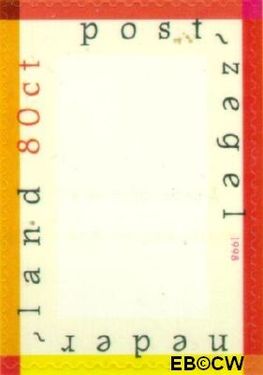 post~
zegel
1998
neder
~land 80ct
EB©CW